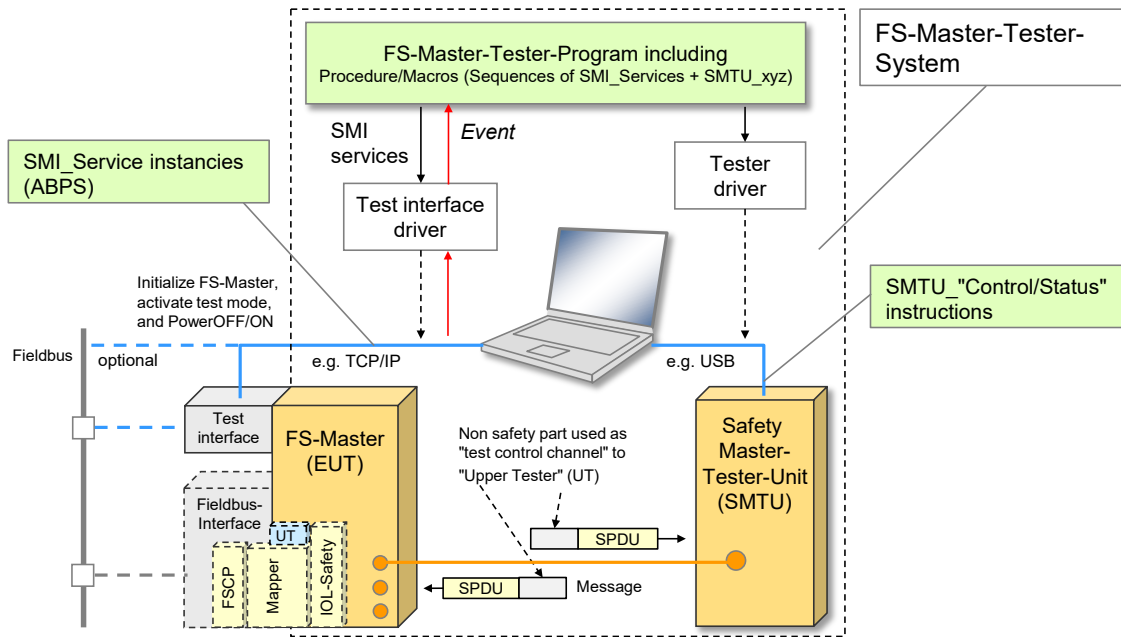 FS-Master-Tester-Program including
Procedure/Macros (Sequences of SMI_Services + SMTU_xyz)
FS-Master-Tester-
System
SMI
services
Event
SMI_Service instancies
(ABPS)
Test interface
driver
Tester
driver
Initialize FS-Master,
activate test mode,
and PowerOFF/ON
SMTU_"Control/Status"
instructions
Fieldbus
optional
e.g. TCP/IP
e.g. USB
Test
interface
FS-Master
(EUT)
Non safety part used as
"test control channel" to
"Upper Tester" (UT)
Safety
Master-
Tester-Unit
(SMTU)
Fieldbus-
Interface
UT
FSCP
Mapper
IOL-Safety
SPDU
SPDU
Message